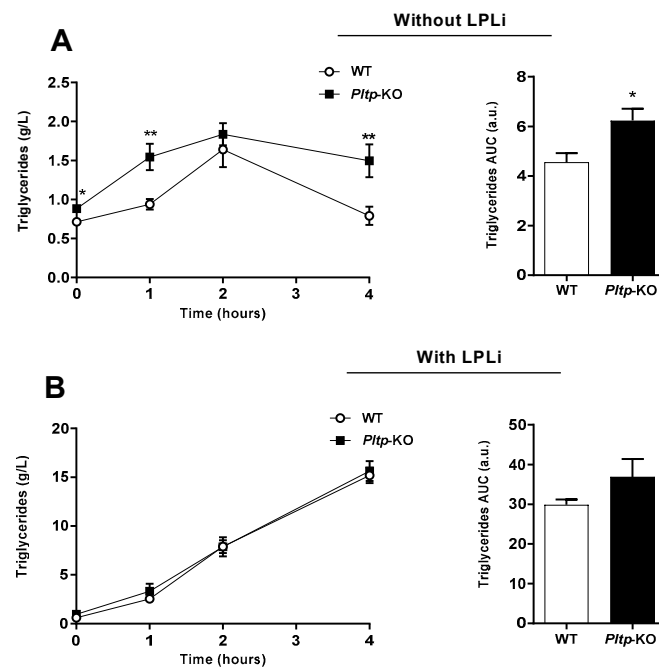 Without LPLi
A
WT
Pltp-KO
Triglycerides (g/L)
2.5
2.0
1.5
1.0
0.5
0.0
*
**
**
0
1
2
3
4
Time (hours)
Triglycerides AUC (a.u.)
8
6
4
2
0
*
WT
Pltp-KO
With LPLi
B
WT
Pltp-KO
Triglycerides (g/L)
20
15
10
5
0
0
1
2
3
4
Time (hours)
Triglycerides AUC (a.u.)
50
40
30
20
10
0
WT
Pltp-KO